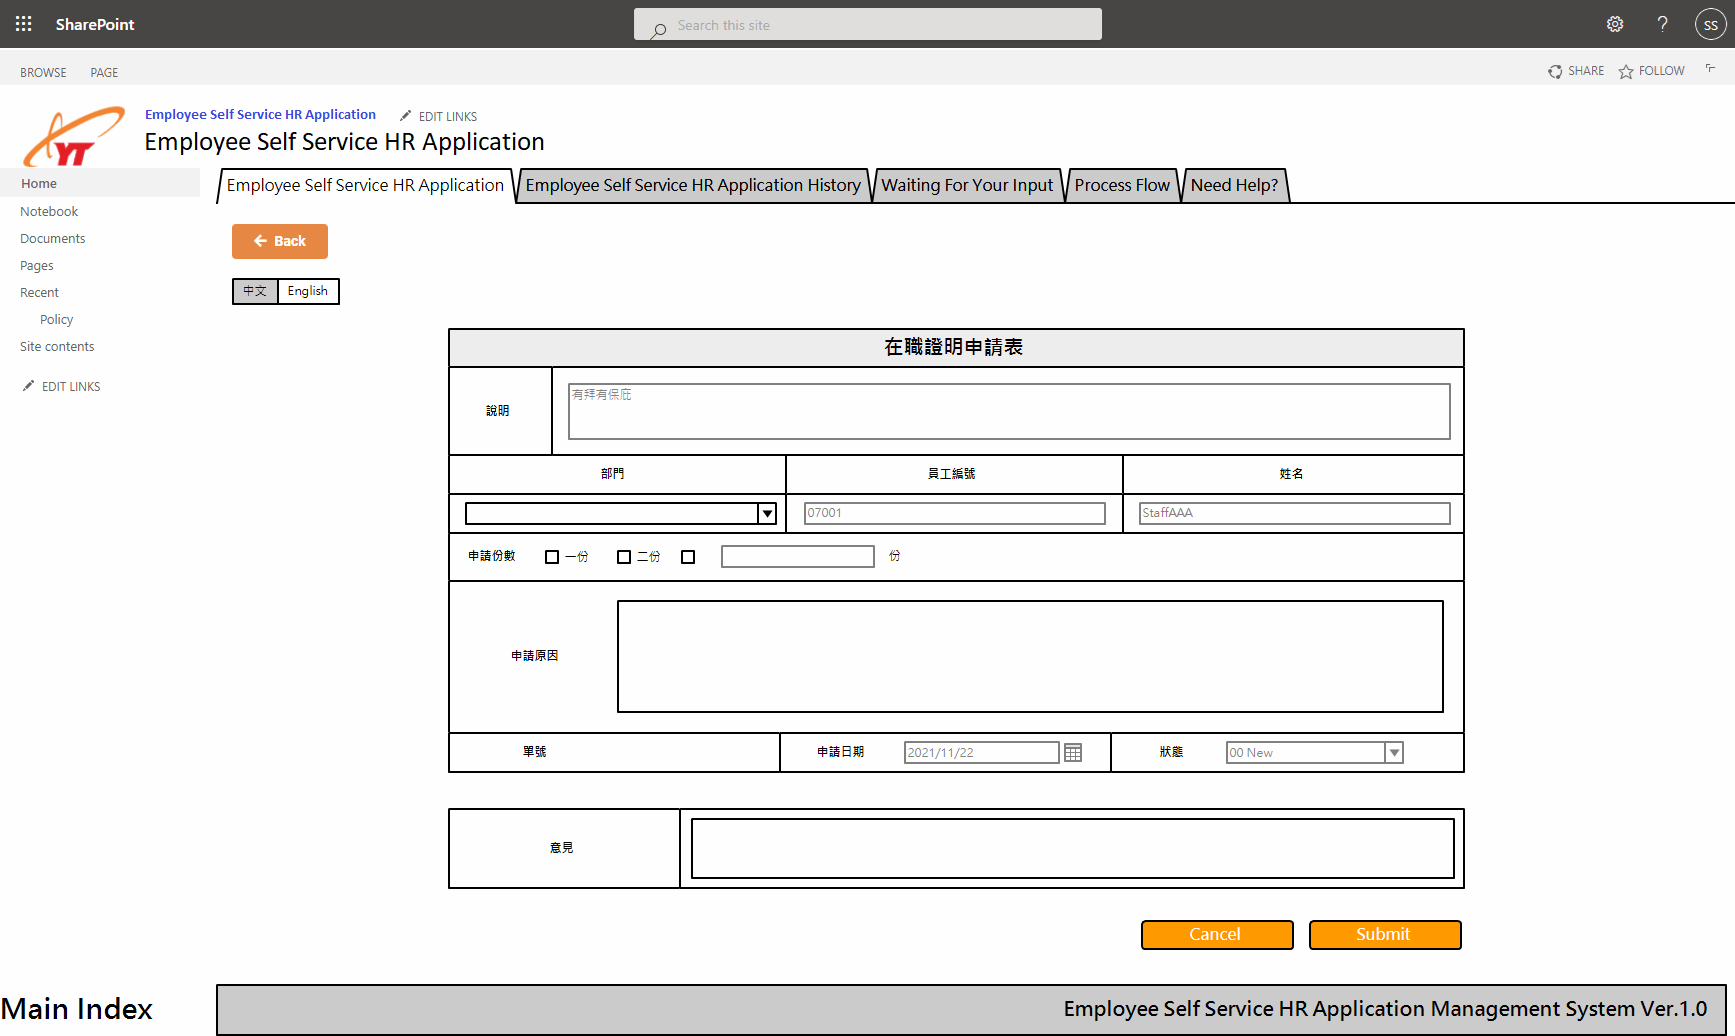 SharePoint
Search this site
?
SS
BROWSE PAGE
SHARE FOLLOW
YT
Employee Self Service HR Application EDIT LINKS
Employee Self Service HR Application
Home
Notebook
Documents
Pages
Recent
Policy
Site contents
EDIT LINKS
Employee Self Service HR Application Employee Self Service HR Application History Waiting For Your Input Process Flow Need Help?
Back
中文 English
在職證明申請表
說明
有拜有保庇
部門 員工編號 姓名
07001 StaffAAA
申請份數 一份 二份 份
申請原因
單號 申請日期 2021/11/22 狀態 00 New
意見
Cancel Submit
Main Index
Employee Self Service HR Application Management System Ver.1.0